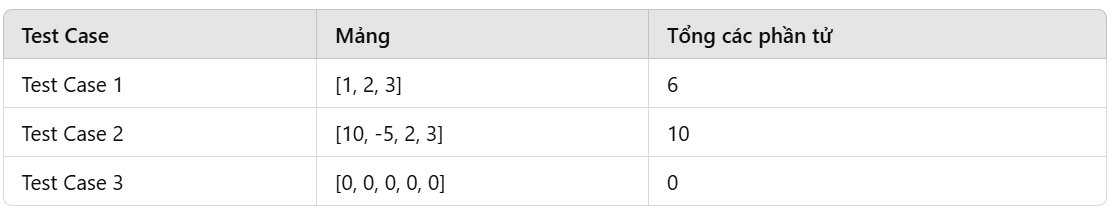 Test Case Mảng Tổng các phần tử
Test Case 1 [1, 2, 3] 6
Test Case 2 [10, -5, 2, 3] 10
Test Case 3 [0, 0, 0, 0, 0] 0